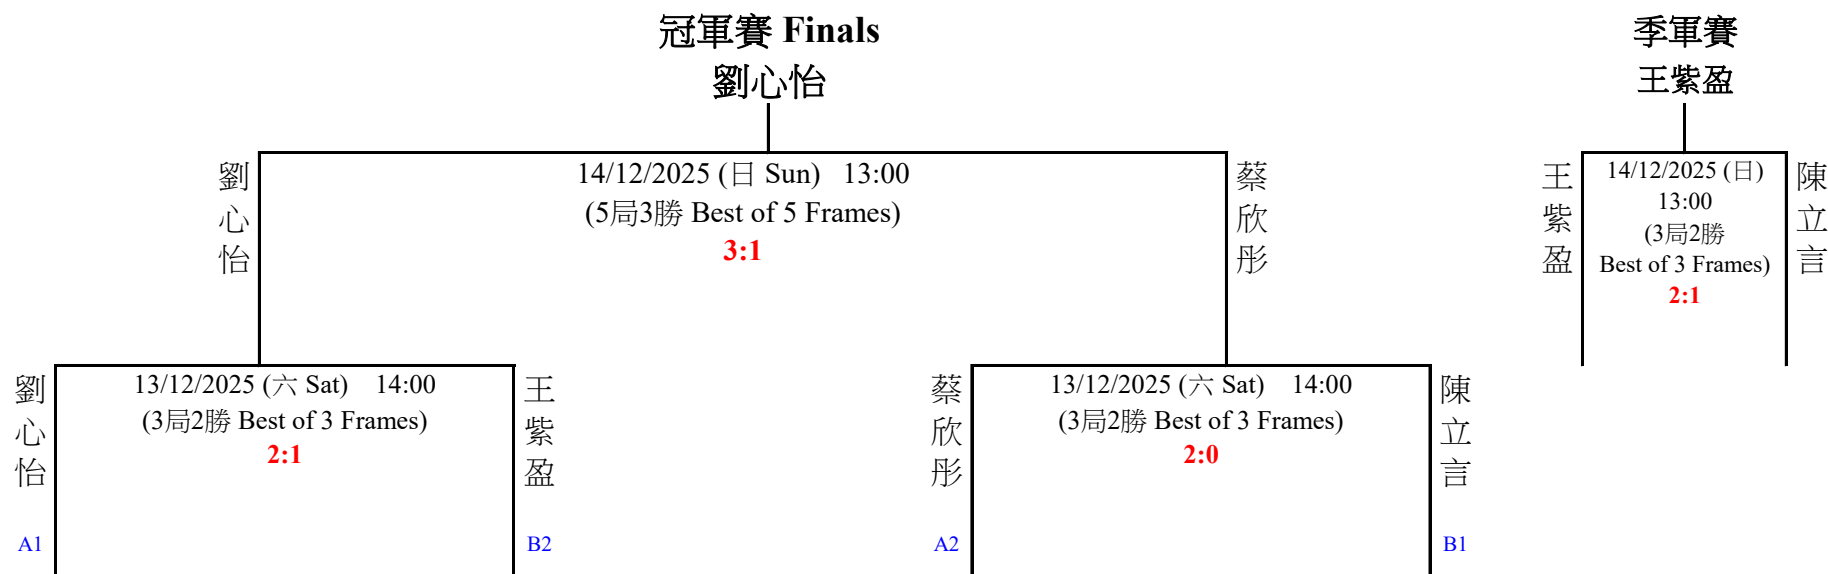 冠軍賽 Finals
劉心怡
劉心怡
14/12/2025 (日 Sun) 13:00
(5局3勝 Best of 5 Frames)
3:1
蔡欣彤
劉心怡
13/12/2025 (六 Sat) 14:00
(3局2勝 Best of 3 Frames)
2:1
王紫盈
A1
B2
蔡欣彤
13/12/2025 (六 Sat) 14:00
(3局2勝 Best of 3 Frames)
2:0
陳立言
A2
B1
季軍賽
王紫盈
王紫盈
14/12/2025 (日)
13:00
(3局2勝
Best of 3 Frames)
2:1
陳立言